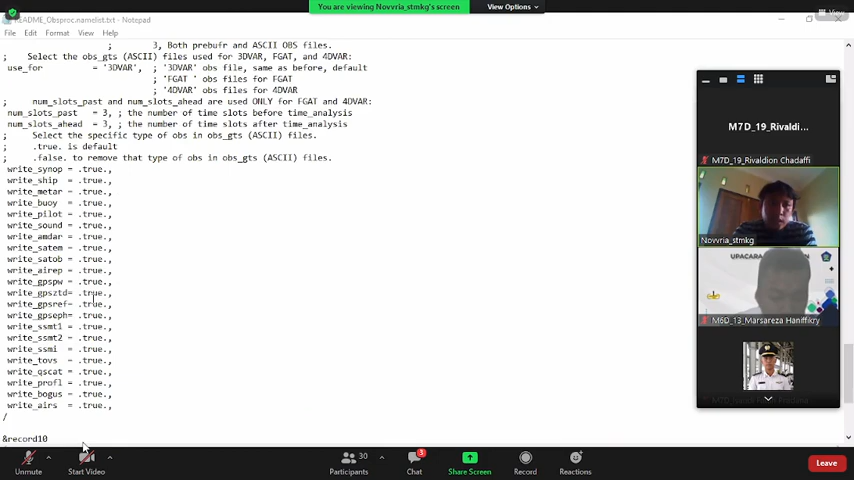 You are viewing Novvria_stmkg's screen
View Options
View
README_Obsproc.namelist.txt - Notepad
File Edit Format View Help
; 3, Both prebufr and ASCII OBS files.
; Select the obs_gts (ASCII) files used for 3DVAR, FGAT, and 4DVAR:
use_for = '3DVAR', ; '3DVAR' obs file, same as before, default
; 'FGAT ' obs files for FGAT
; '4DVAR' obs files for 4DVAR
; num_slots_past and num_slots_ahead are used ONLY for FGAT and 4DVAR:
num_slots_past = 3, ; the number of time slots before time_analysis
num_slots_ahead = 3, ; the number of time slots after time_analysis
; Select the specific type of obs in obs_gts (ASCII) files.
; .true. is default
; .false. to remove that type of obs in obs_gts (ASCII) files.
write_synop = .true.,
write_ship = .true.,
write_metar = .true.,
write_buoy = .true.,
write_pilot = .true.,
write_sound = .true.,
write_amdar = .true.,
write_satem = .true.,
write_satob = .true.,
write_airep = .true.,
write_gpspw = .true.,
write_gpsztd= .true.,
write_gpsref= .true.,
write_gpseph= .true.,
write_ssmt1 = .true.,
write_ssmt2 = .true.,
write_ssmi = .true.,
write_tovs = .true.,
write_qscat = .true.,
write_profl = .true.,
write_bogus = .true.,
write_airs = .true.,
/
&record10
M7D_19_Rivaldi...
M7D_19_Rivaldion Chadaffi
Novvria_stmkg
UPACARA
M6D_13_Marsareza Haniffikry
Unmute
Start Video
30
Participants
3
Chat
Share Screen
Record
Reactions
Leave